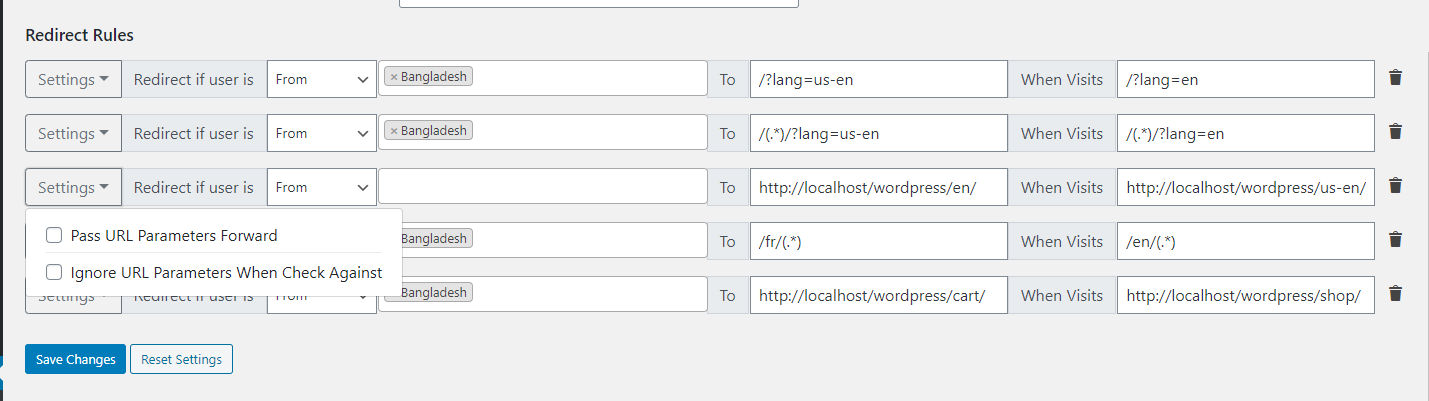 Redirect Rules
Settings Redirect if user is From × Bangladesh To /?lang=us-en When Visits /?lang=en
Settings Redirect if user is From × Bangladesh To /(.*)/?lang=us-en When Visits /(.*)/?lang=en
Settings Redirect if user is From To http://localhost/wordpress/en/ When Visits http://localhost/wordpress/us-en/
Pass URL Parameters Forward
Bangladesh To /fr/(.*) When Visits /en/(.*)
Ignore URL Parameters When Check Against
Settings Redirect if user is From Bangladesh To http://localhost/wordpress/cart/ When Visits http://localhost/wordpress/shop/
Save Changes Reset Settings